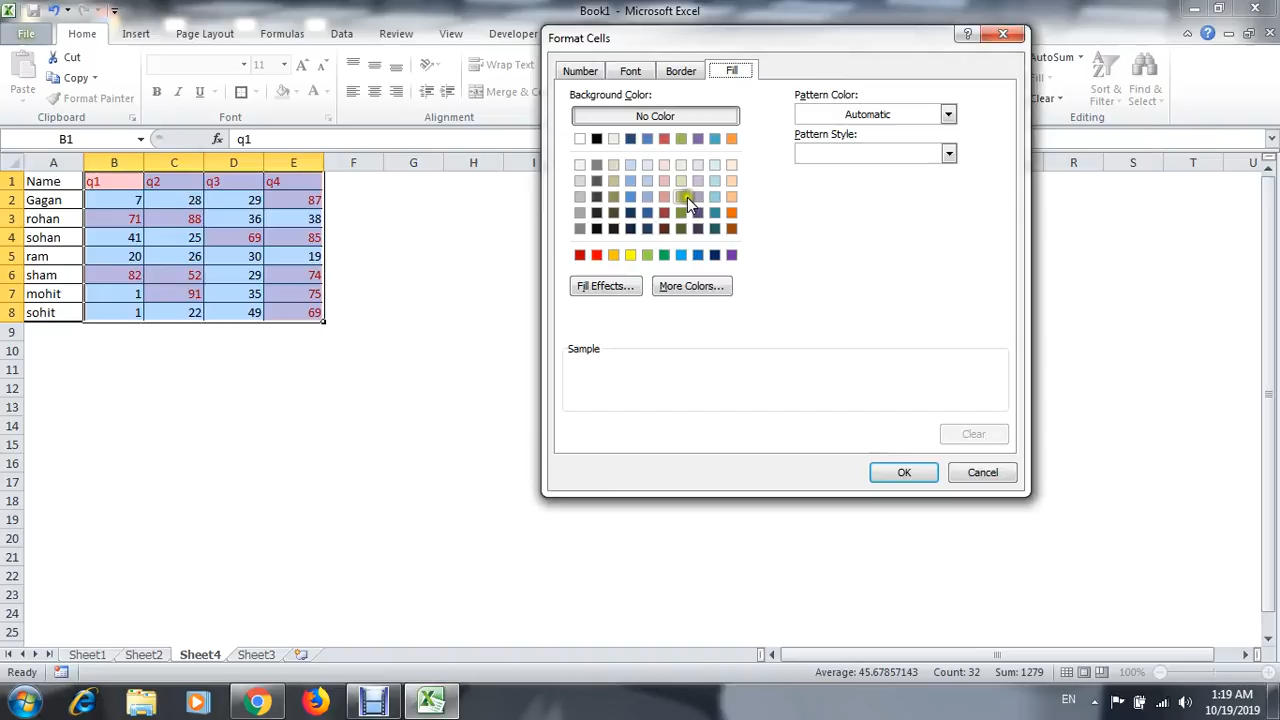 Book1 - Microsoft Excel
File Home Insert Page Layout Formulas Data Review View Developer
Cut
Copy
Format Painter
Paste
Clipboard
11
B I U
Font
Wrap Text
Merge &
Alignment
AutoSum
Fill
Clear
Sort & Find &
Filter Select
Editing
B1 fx q1
A B C D E F G H I R S T U
1 Name q1 q2 q3 q4
2 Gagan 7 28 29 87
3 rohan 71 88 36 38
4 sohan 41 25 69 85
5 ram 20 26 30 19
6 sham 82 52 29 74
7 mohit 1 91 35 75
8 sohit 1 22 49 69
9
10
11
12
13
14
15
16
17
18
19
20
21
22
23
24
25
Format Cells
Number Font Border Fill
Background Color:
No Color
Pattern Color:
Automatic
Pattern Style:
Fill Effects... More Colors...
Sample
Clear
OK Cancel
Sheet1 Sheet2 Sheet4 Sheet3
Ready Average: 45.67857143 Count: 32 Sum: 1279 100%
EN 1:19 AM
10/19/2019